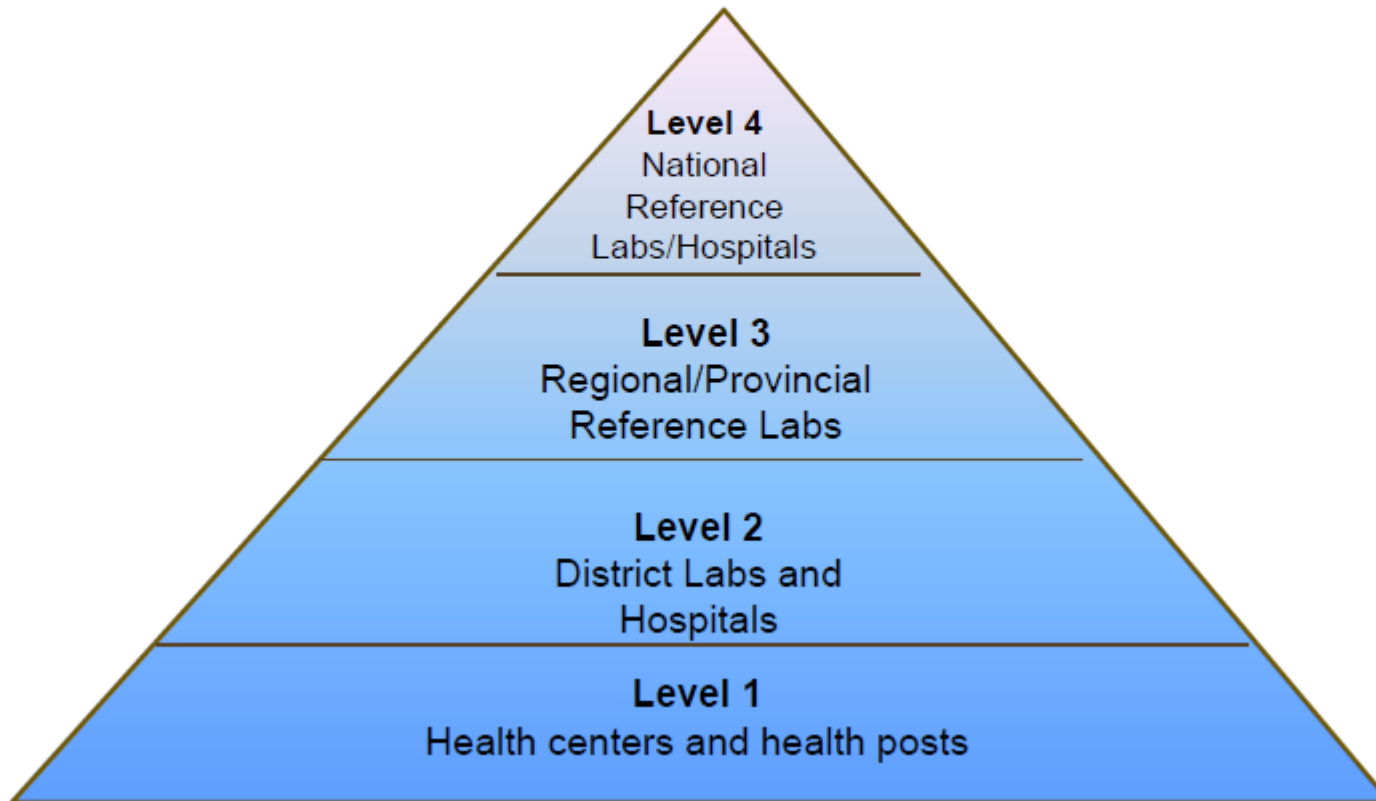 Level 4
National
Reference
Labs/Hospitals
Level 3
Regional/Provincial
Reference Labs
Level 2
District Labs and
Hospitals
Level 1
Health centers and health posts